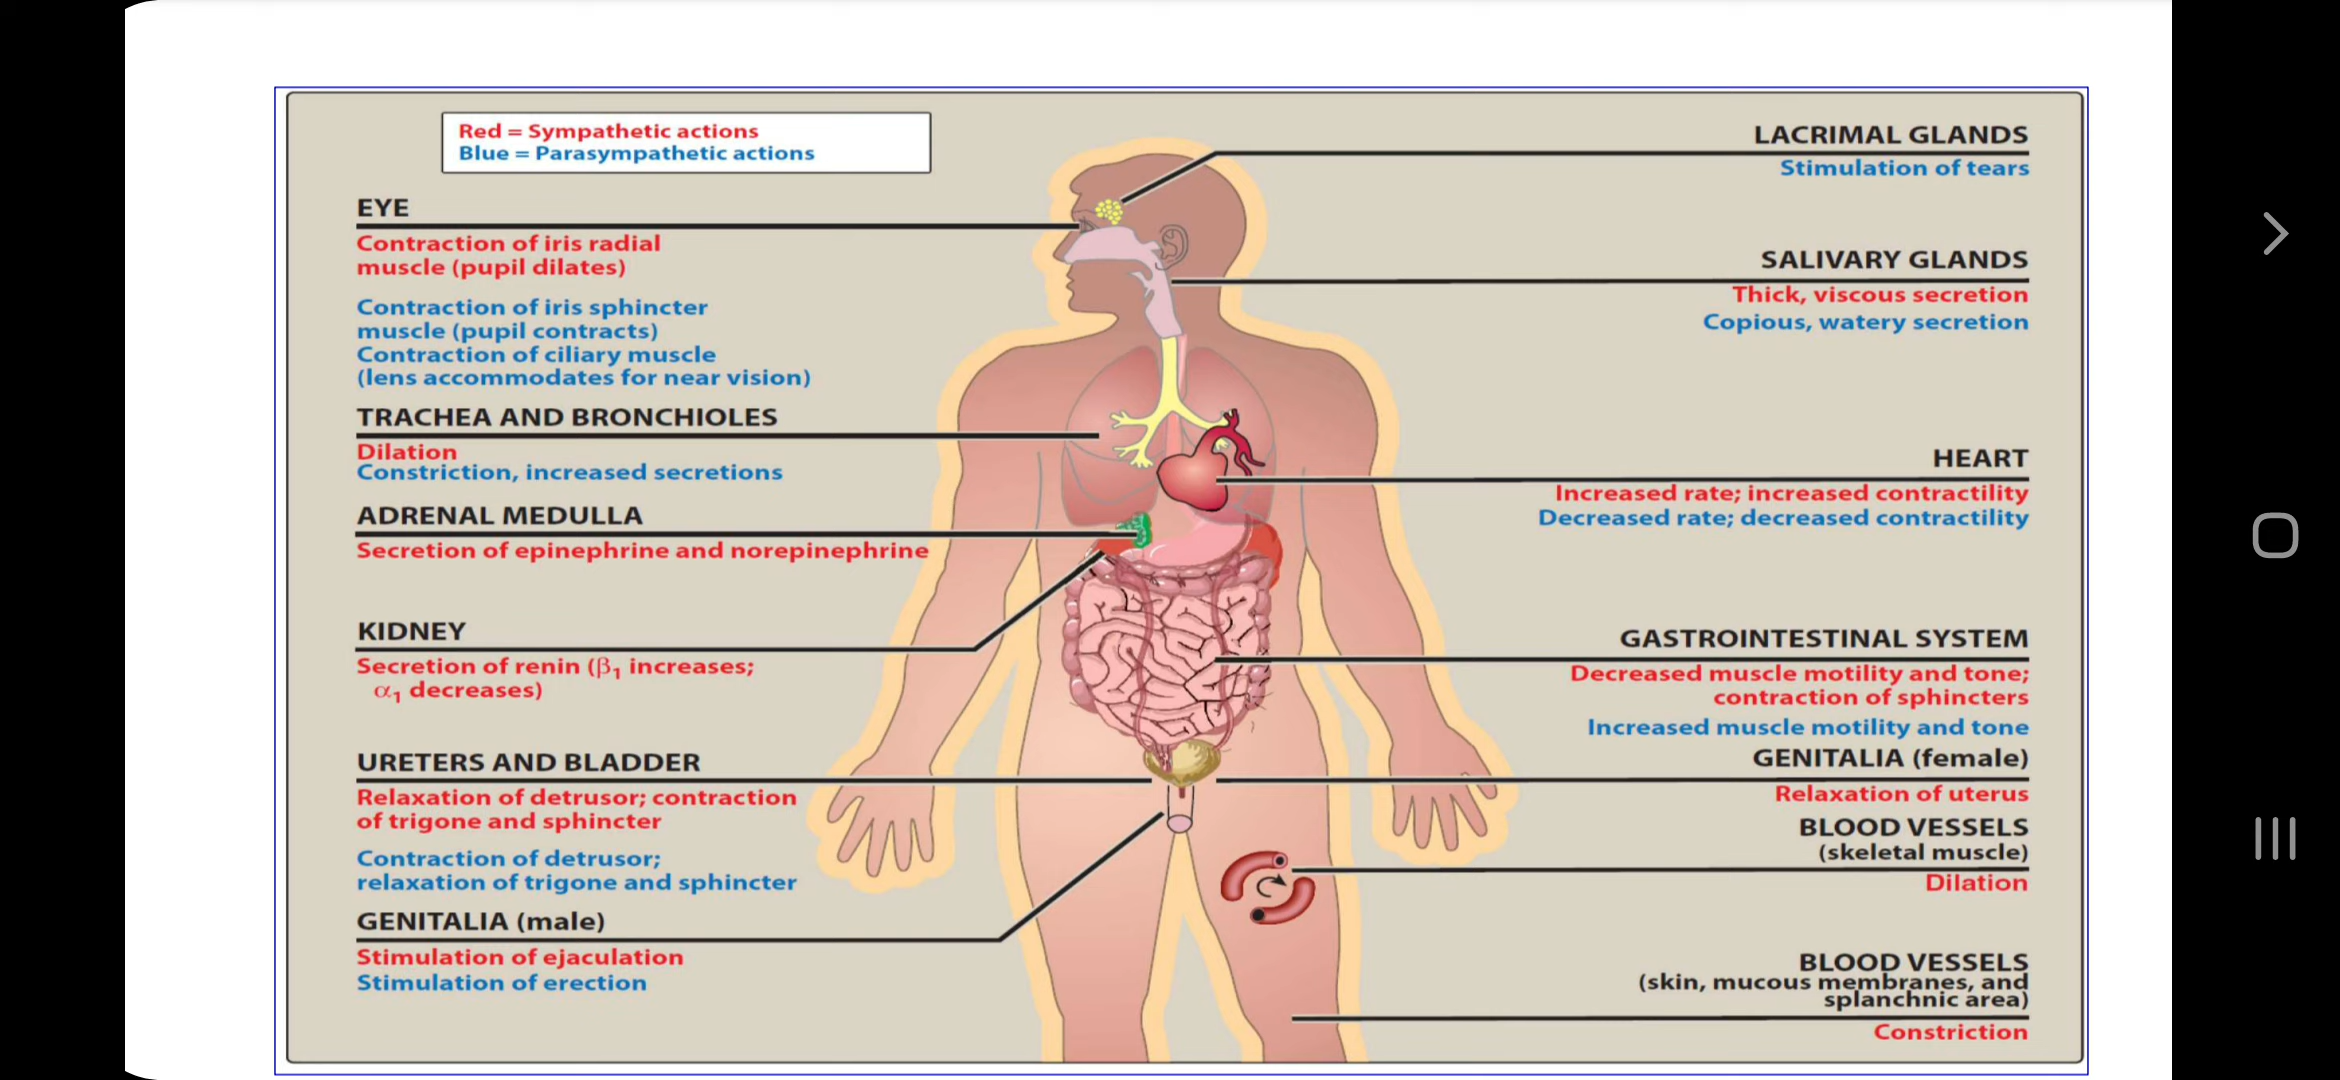 Red = Sympathetic actions
Blue = Parasympathetic actions
EYE
Contraction of iris radial
muscle (pupil dilates)
Contraction of iris sphincter
muscle (pupil contracts)
Contraction of ciliary muscle
(lens accommodates for near vision)
TRACHEA AND BRONCHIOLES
Dilation
Constriction, increased secretions
ADRENAL MEDULLA
Secretion of epinephrine and norepinephrine
KIDNEY
Secretion of renin (β₁ increases;
α₁ decreases)
URETERS AND BLADDER
Relaxation of detrusor; contraction
of trigone and sphincter
Contraction of detrusor;
relaxation of trigone and sphincter
GENITALIA (male)
Stimulation of ejaculation
Stimulation of erection
LACRIMAL GLANDS
Stimulation of tears
SALIVARY GLANDS
Thick, viscous secretion
Copious, watery secretion
HEART
Increased rate; increased contractility
Decreased rate; decreased contractility
GASTROINTESTINAL SYSTEM
Decreased muscle motility and tone;
contraction of sphincters
Increased muscle motility and tone
GENITALIA (female)
Relaxation of uterus
BLOOD VESSELS
(skeletal muscle)
Dilation
BLOOD VESSELS
(skin, mucous membranes, and
splanchnic area)
Constriction